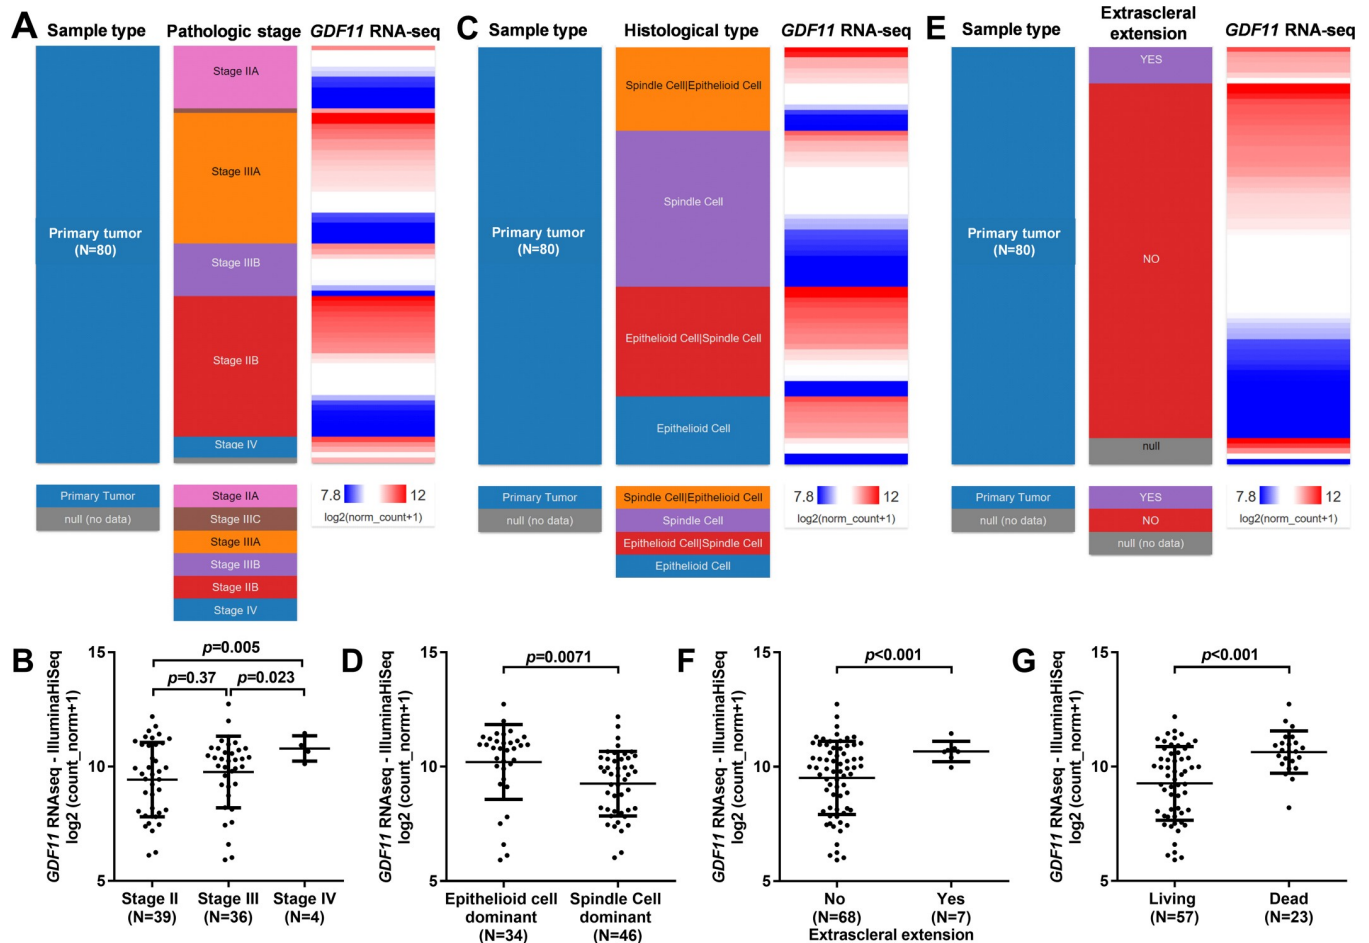 A
Sample type
Pathologic stage
GDF11 RNA-seq
Primary tumor
(N=80)
Stage IIA
Stage IIIA
Stage IIIB
Stage IIB
Stage IV
Primary Tumor
null (no data)
Stage IIA
Stage IIIC
Stage IIIA
Stage IIIB
Stage IIB
Stage IV
7.8
12
log2(norm_count+1)
C
Sample type
Histological type
GDF11 RNA-seq
Primary tumor
(N=80)
Spindle Cell|Epithelioid Cell
Spindle Cell
Epithelioid Cell|Spindle Cell
Epithelioid Cell
Primary Tumor
null (no data)
Spindle Cell|Epithelioid Cell
Spindle Cell
Epithelioid Cell|Spindle Cell
Epithelioid Cell
7.8
12
log2(norm_count+1)
E
Sample type
Extrascleral
extension
GDF11 RNA-seq
Primary tumor
(N=80)
YES
NO
null
Primary Tumor
null (no data)
YES
NO
null (no data)
7.8
12
log2(norm_count+1)
B
GDF11 RNAseq - IlluminaHiSeq
log2 (count_norm+1)
15
10
5
p=0.005
p=0.37
p=0.023
Stage II
(N=39)
Stage III
(N=36)
Stage IV
(N=4)
D
GDF11 RNAseq - IlluminaHiSeq
log2 (count_norm+1)
15
10
5
p=0.0071
Epithelioid cell
dominant
(N=34)
Spindle Cell
dominant
(N=46)
F
GDF11 RNAseq - IlluminaHiSeq
log2 (count_norm+1)
15
10
5
p<0.001
No
(N=68)
Yes
(N=7)
Extrascleral extension
G
GDF11 RNAseq - IlluminaHiSeq
log2 (count_norm+1)
15
10
5
p<0.001
Living
(N=57)
Dead
(N=23)